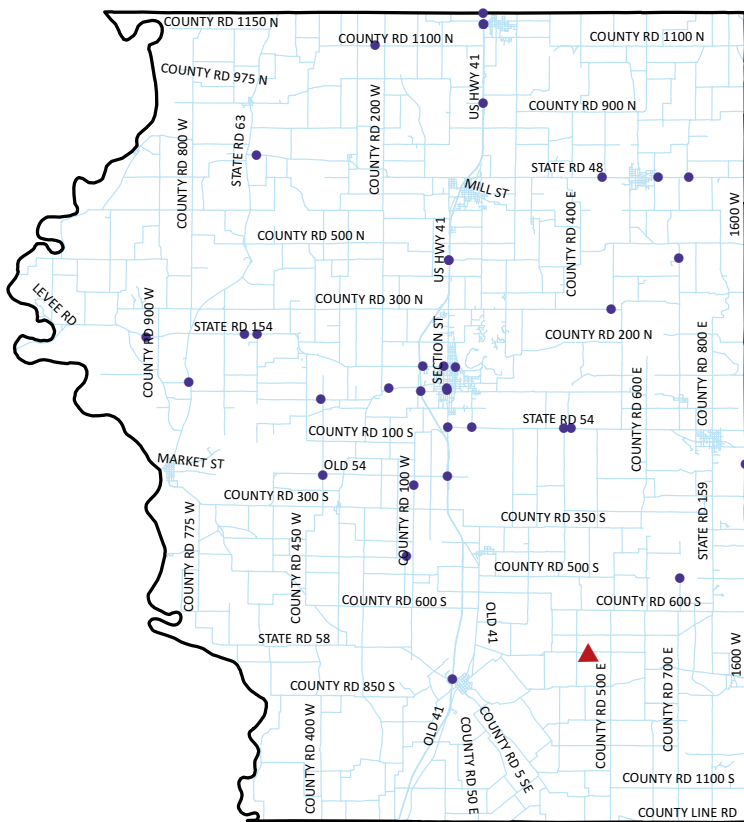 COUNTY RD 1150 N
COUNTY RD 1100 N
COUNTY RD 1100 N
COUNTY RD 975 N
US HWY 41
COUNTY RD 900 N
COUNTY RD 200 W
STATE RD 63
COUNTY RD 800 W
STATE RD 48
MILL ST
COUNTY RD 400 E
1600 W
COUNTY RD 500 N
US HWY 41
LEVEE RD
COUNTY RD 300 N
COUNTY RD 900 W
STATE RD 154
SECTION ST
COUNTY RD 200 N
COUNTY RD 800 E
COUNTY RD 600 E
STATE RD 54
COUNTY RD 100 S
MARKET ST
OLD 54
COUNTY RD 100 W
COUNTY RD 300 S
STATE RD 159
COUNTY RD 350 S
COUNTY RD 775 W
COUNTY RD 450 W
COUNTY RD 500 S
COUNTY RD 600 S
COUNTY RD 600 S
OLD 41
STATE RD 58
COUNTY RD 500 E
COUNTY RD 700 E
1600 W
COUNTY RD 850 S
OLD 41
COUNTY RD 400 W
COUNTY RD 50 E
COUNTY RD 5 SE
COUNTY RD 1100 S
COUNTY LINE RD